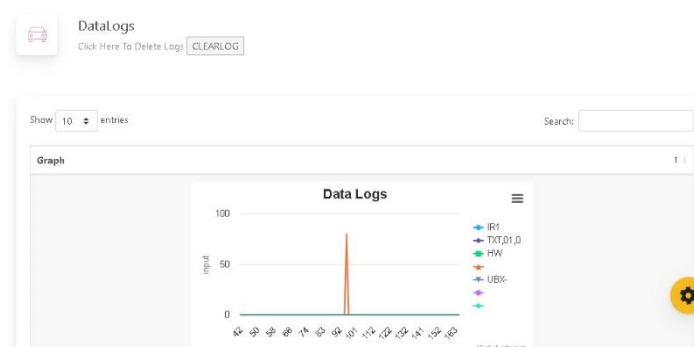 DataLogs
Click Here To Delete Logs CLEARLOG
Show 10 entries
Search:
Graph
Data Logs
100
50
0
input
IR1
TXT,01,0
HW
UBX-
42 50 58 66 74 83 92 101 112 122 132 141 152 163